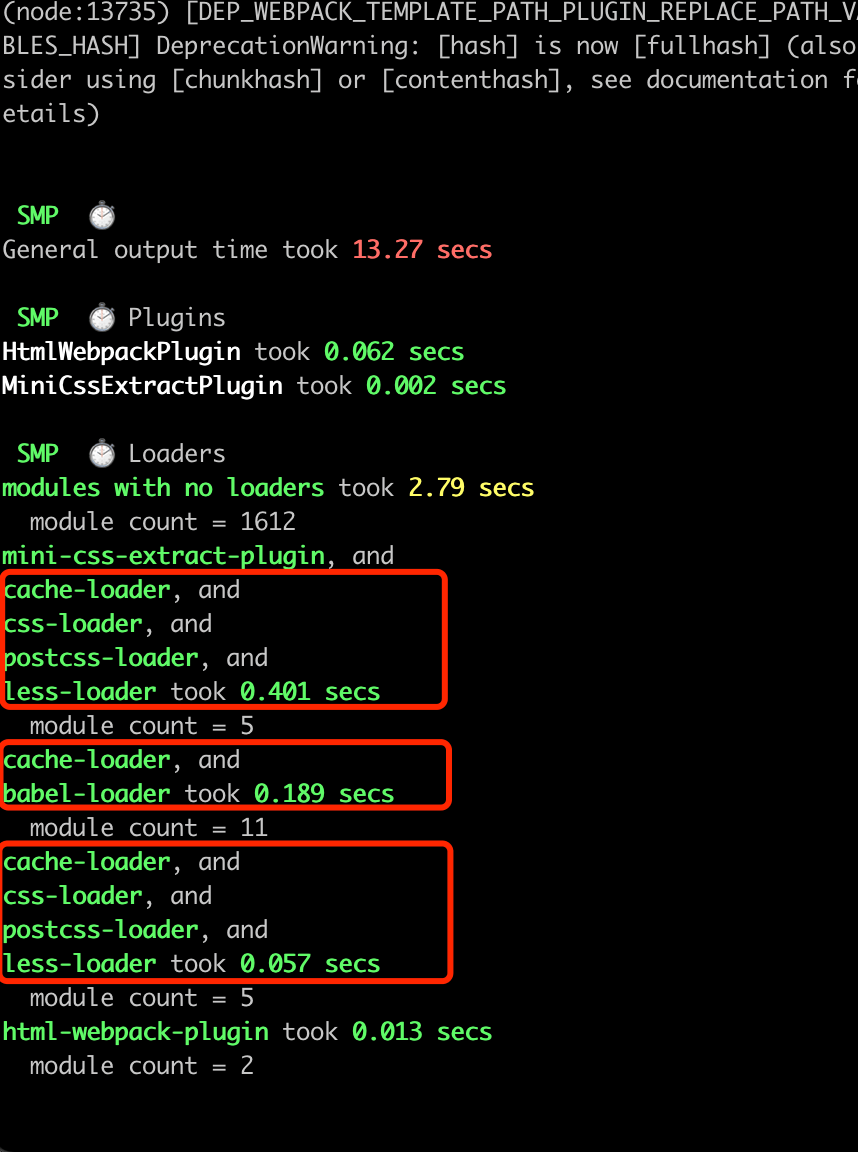 (node:13735) [DEP_WEBPACK_TEMPLATE_PATH_PLUGIN_REPLACE_PATH_VA
BLES_HASH] DeprecationWarning: [hash] is now [fullhash] (also
sider using [chunkhash] or [contenthash], see documentation fo
etails)
SMP ⏱
General output time took 13.27 secs
SMP ⏱ Plugins
HtmlWebpackPlugin took 0.062 secs
MiniCssExtractPlugin took 0.002 secs
SMP ⏱ Loaders
modules with no loaders took 2.79 secs
module count = 1612
mini-css-extract-plugin, and
cache-loader, and
css-loader, and
postcss-loader, and
less-loader took 0.401 secs
module count = 5
cache-loader, and
babel-loader took 0.189 secs
module count = 11
cache-loader, and
css-loader, and
postcss-loader, and
less-loader took 0.057 secs
module count = 5
html-webpack-plugin took 0.013 secs
module count = 2